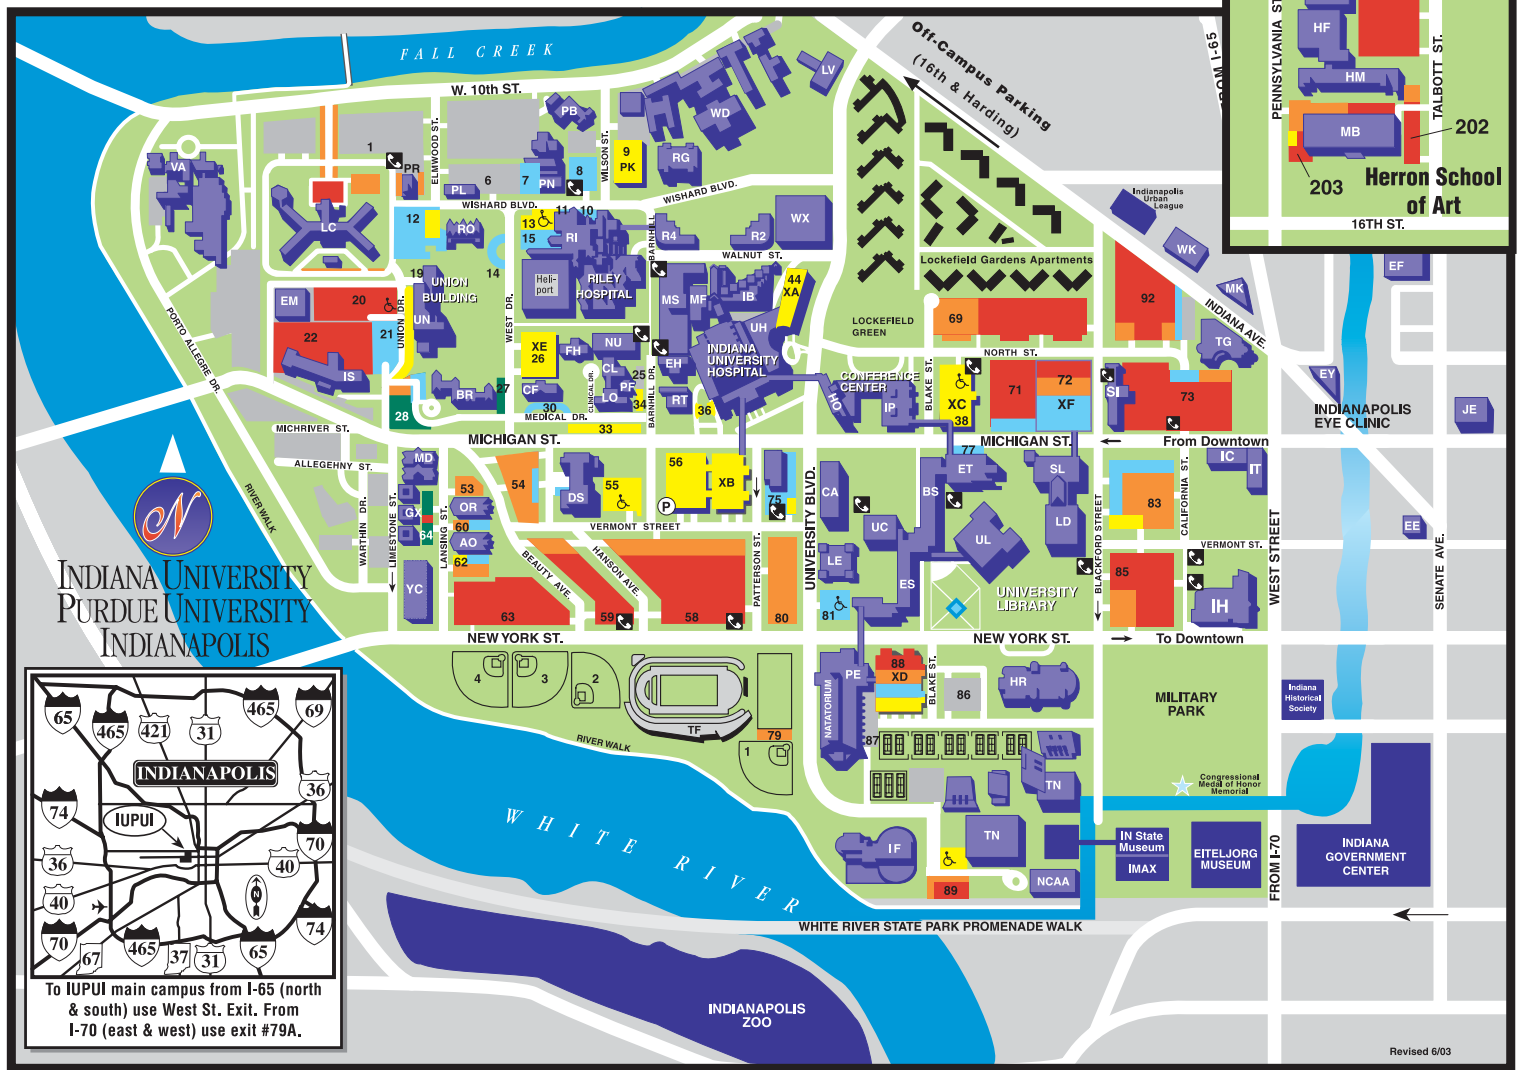 FALL CREEK
W. 10th ST.
Off-Campus Parking
(16th & Harding)
FROM I-65
PENNSYLVANIA ST.
TALBOTT ST.
HF
HM
MB
202
203
Herron School
of Art
16TH ST.
LV
PB
WD
9
PK
RG
WILSON ST.
ELMWOOD ST.
1
PR
VA
PL
6
7
PN
8
WISHARD BLVD.
WISHARD BLVD.
LC
12
RO
11
10
13
15
RI
R4
R2
WX
BARNHILL
WALNUT ST.
14
19
UNION
BUILDING
Heli-
port
RILEY
HOSPITAL
MS
MF
IB
44
XA
UH
EM
20
22
21
UNION DR.
UN
WEST DR.
IS
XE
26
FH
NU
CL
25
PF
LO
34
EH
RT
36
INDIANA
UNIVERSITY
HOSPITAL
BR
27
CF
30
28
CLINICAL DR.
BARNHILL DR.
MEDICAL DR.
33
PORTO ALLEGRE DR.
Indianapolis
Urban
League
WK
MK
Lockefield Gardens Apartments
LOCKEFIELD
GREEN
69
92
TG
INDIANA AVE.
EF
NORTH ST.
CONFERENCE
CENTER
HO
IP
BLAKE ST.
XC
38
71
72
XF
SI
73
EY
INDIANAPOLIS
EYE CLINIC
JE
MICHIGAN ST.
MICHIGAN ST.
From Downtown
MICHRIVER ST.
ALLEGEHNY ST.
RIVER WALK
WARTHIN DR.
LIMESTONE ST.
LANSING ST.
MD
GX
64
YC
53
OR
60
AO
62
54
DS
55
56
P
XB
75
VERMONT STREET
BEAUTY AVE.
HANSON AVE.
PATTERSON ST.
UNIVERSITY BLVD.
63
59
58
80
81
CA
UC
LE
BS
ES
77
ET
UL
SL
LD
UNIVERSITY
LIBRARY
BLACKFORD STREET
CALIFORNIA ST.
83
85
VERMONT ST.
IH
IC
IT
WEST STREET
EE
SENATE AVE.
NEW YORK ST.
NEW YORK ST.
To Downtown
N
INDIANA UNIVERSITY
PURDUE UNIVERSITY
INDIANAPOLIS
4
3
2
TF
79
1
RIVER WALK
NATATORIUM
PE
88
XD
BLAKE ST.
86
87
HR
MILITARY
PARK
Indiana
Historical
Society
Congressional
Medal of Honor
Memorial
TN
TN
IF
89
NCAA
IN State
Museum
IMAX
EITELJORG
MUSEUM
FROM I-70
INDIANA
GOVERNMENT
CENTER
WHITE RIVER
WHITE RIVER STATE PARK PROMENADE WALK
INDIANAPOLIS
ZOO
65
465
421
31
465
69
INDIANAPOLIS
36
74
IUPUI
70
36
40
40
N
70
67
465
37
31
65
74
To IUPUI main campus from I-65 (north
& south) use West St. Exit. From
I-70 (east & west) use exit #79A.
Revised 6/03